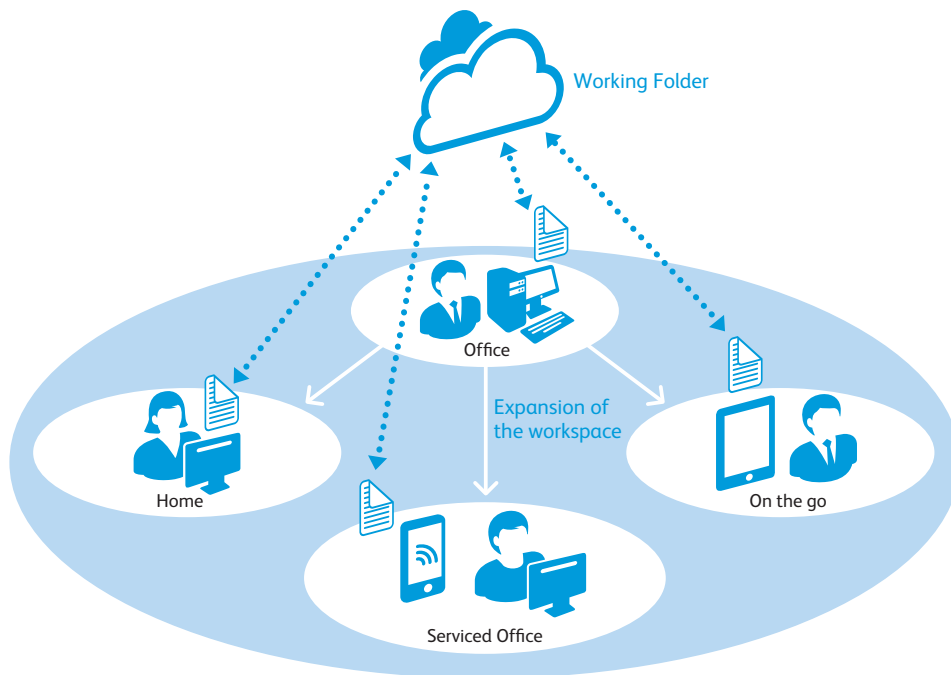 Working Folder
Office
Expansion of
the workspace
Home
On the go
Serviced Office